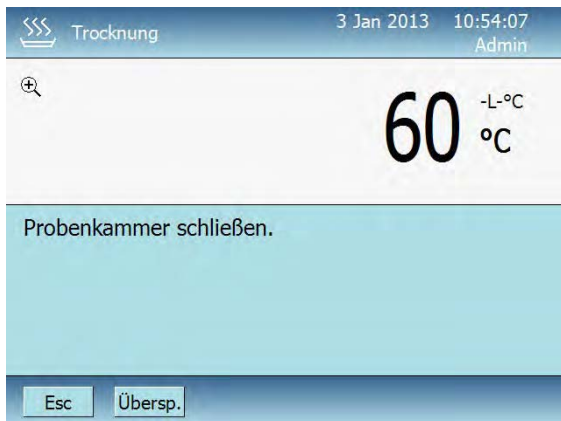 Trocknung
3 Jan 2013 10:54:07
Admin
60 -L-°C
°C
Probenkammer schließen.
Esc Übersp.